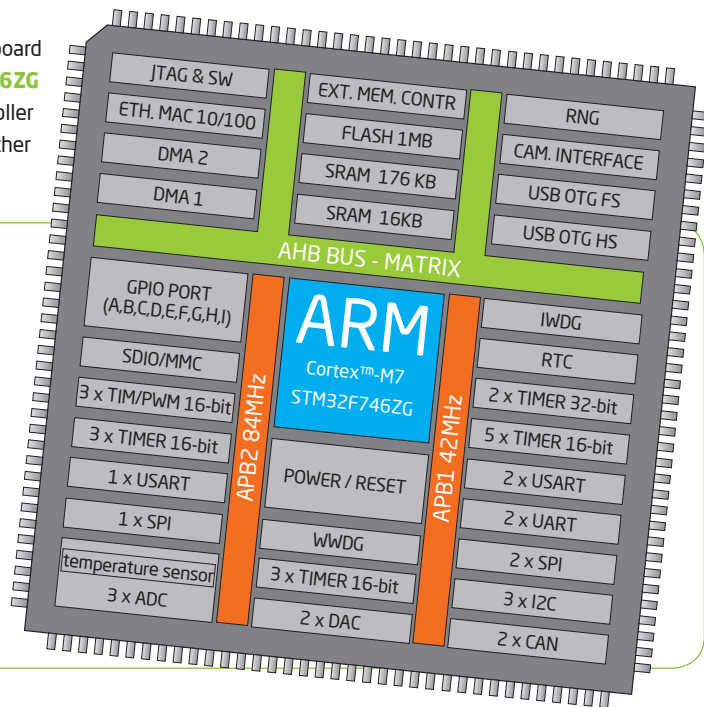 board
6ZG
oller
her
JTAG & SW
ETH. MAC 10/100
DMA 2
DMA 1
EXT. MEM. CONTR
FLASH 1MB
SRAM 176 KB
SRAM 16KB
RNG
CAM. INTERFACE
USB OTG FS
USB OTG HS
AHB BUS - MATRIX
GPIO PORT
(A,B,C,D,E,F,G,H,I)
SDIO/MMC
3 x TIM/PWM 16-bit
3 x TIMER 16-bit
1 x USART
1 x SPI
temperature sensor
3 x ADC
APB2 84MHz
ARM
Cortex™-M7
STM32F746ZG
POWER / RESET
WWDG
3 x TIMER 16-bit
2 x DAC
APB1 42MHz
IWDG
RTC
2 x TIMER 32-bit
5 x TIMER 16-bit
2 x USART
2 x UART
2 x SPI
3 x I2C
2 x CAN